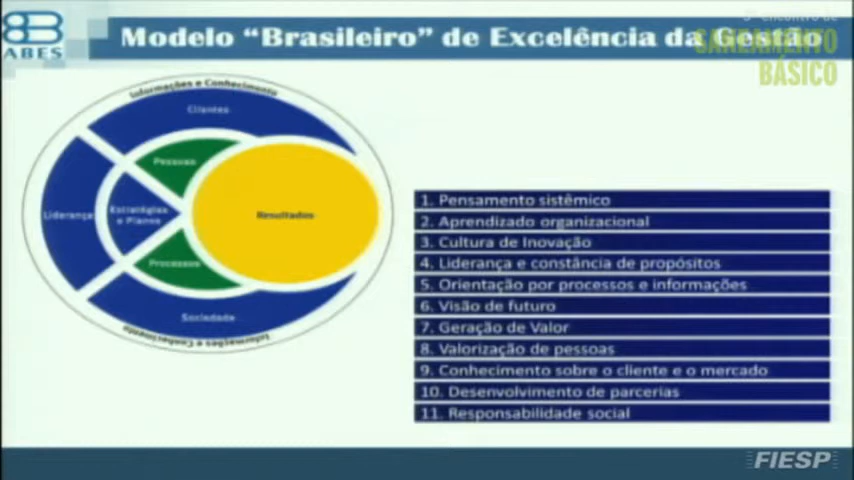 ABES
Modelo “Brasileiro” de Excelência da Gestão
SANEAMENTO
BÁSICO
Informações e Conhecimento
Clientes
Pessoas
Liderança
Estratégias
e Planos
Resultados
Processos
Sociedade
Informações e Conhecimento
1. Pensamento sistêmico
2. Aprendizado organizacional
3. Cultura de Inovação
4. Liderança e constância de propósitos
5. Orientação por processos e informações
6. Visão de futuro
7. Geração de Valor
8. Valorização de pessoas
9. Conhecimento sobre o cliente e o mercado
10. Desenvolvimento de parcerias
11. Responsabilidade social
FIESP